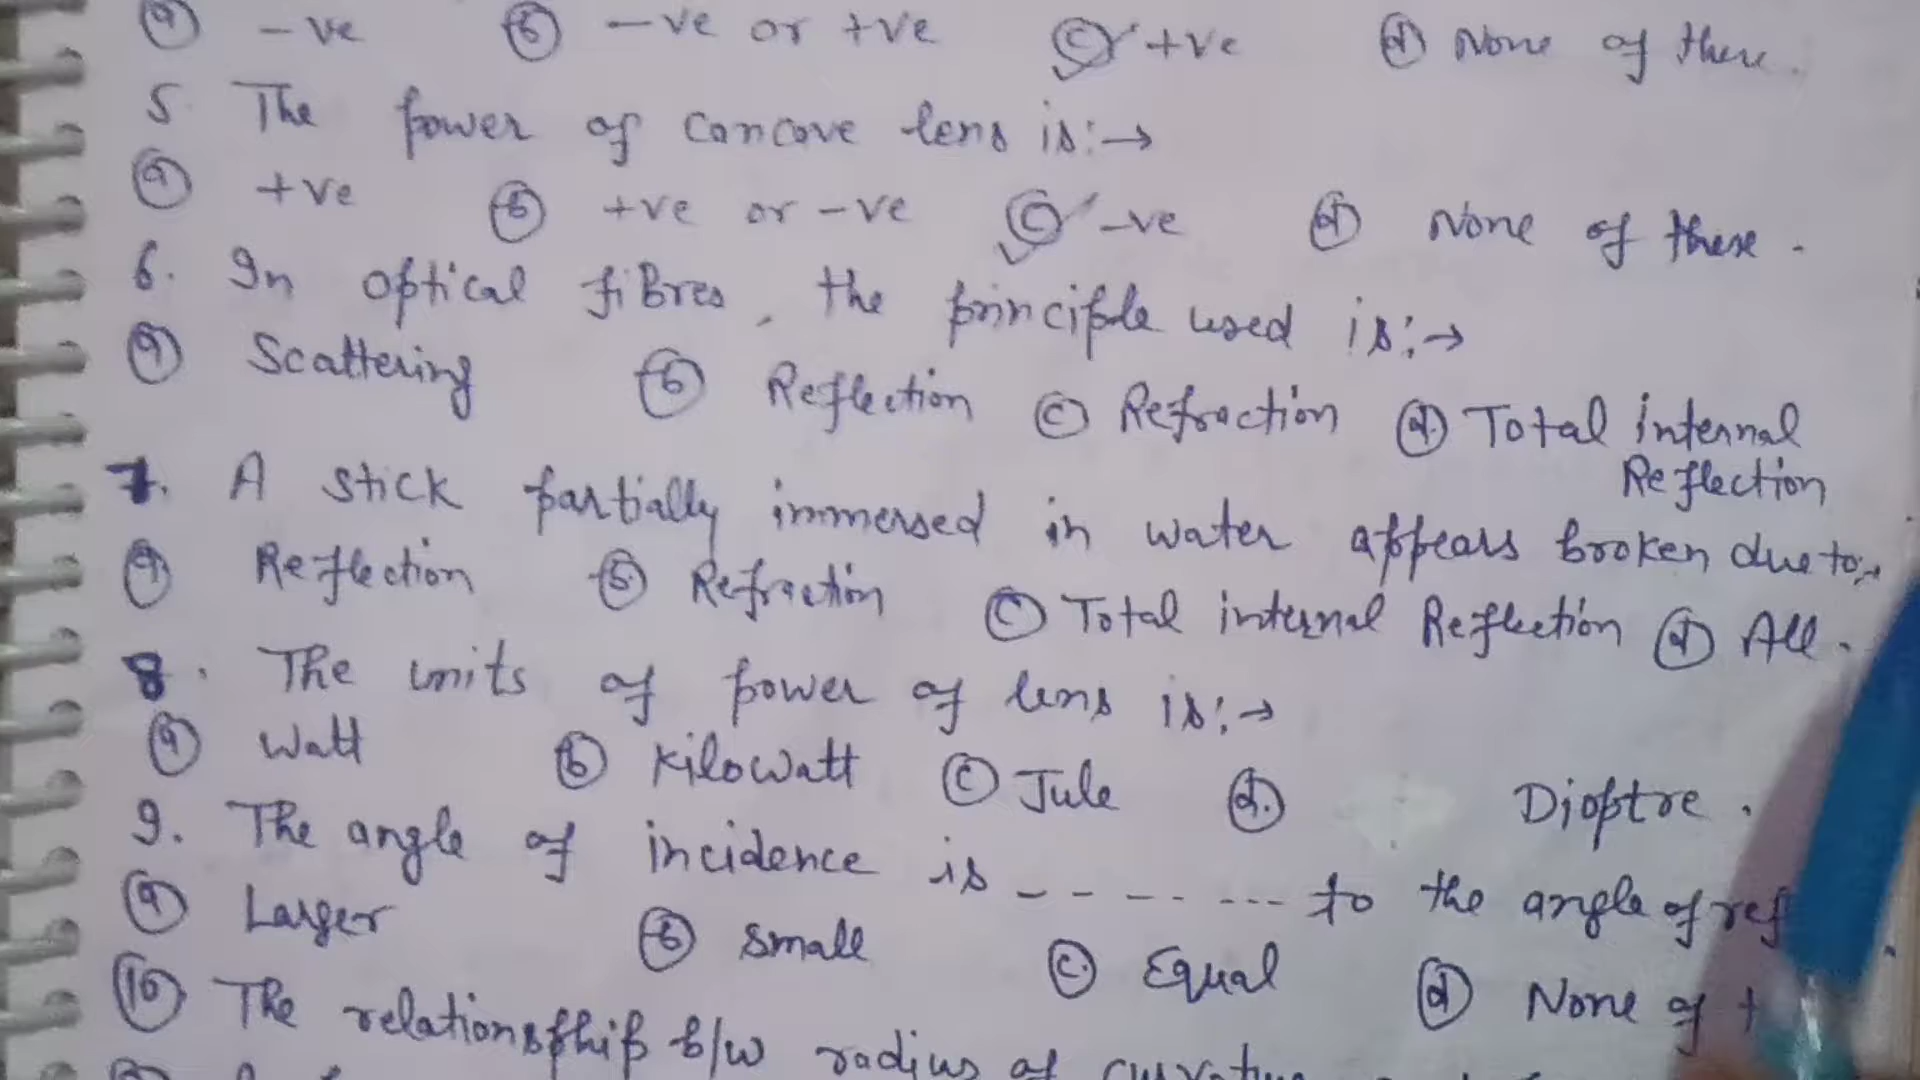 (a) -ve (b) -ve or +ve (c) +ve (d) None of these.
5. The power of concave lens is:→
(a) +ve (b) +ve or -ve (c) -ve (d) None of these.
6. In optical fibres, the principle used is:→
(a) Scattering (b) Reflection (c) Refraction (d) Total internal
Reflection
7. A stick partially immersed in water appears broken due to:→
(a) Reflection (b) Refraction (c) Total internal Reflection (d) All.
8. The units of power of lens is:→
(a) Watt (b) Kilowatt (c) Jule (d) Dioptre.
9. The angle of incidence is - - - - - - - - to the angle of ref
(a) Larger (b) Small (c) Equal (d) None of t
(10) The relationship b/w radius of